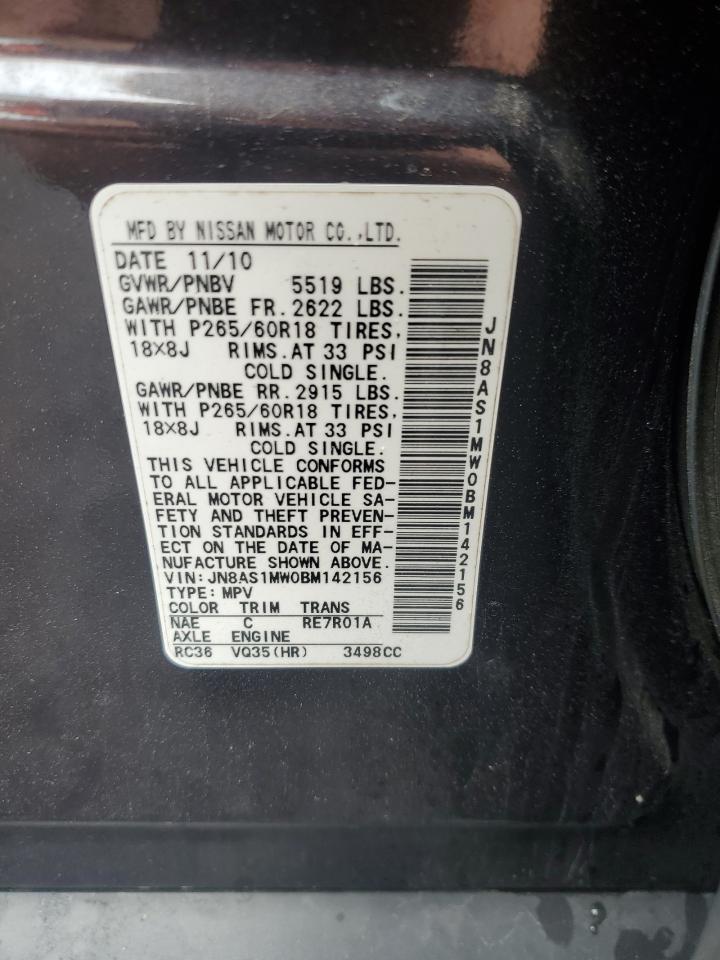 MFD BY NISSAN MOTOR CO.,LTD.
DATE 11/10
GVWR/PNBV 5519 LBS.
GAWR/PNBE FR.2622 LBS.
WITH P265/60R18 TIRES,
18×8J RIMS.AT 33 PSI
COLD SINGLE.
GAWR/PNBE RR.2915 LBS.
WITH P265/60R18 TIRES,
18×8J RIMS.AT 33 PSI
COLD SINGLE.
THIS VEHICLE CONFORMS
TO ALL APPLICABLE FED-
ERAL MOTOR VEHICLE SA-
FETY AND THEFT PREVEN-
TION STANDARDS IN EFF-
ECT ON THE DATE OF MA-
NUFACTURE SHOWN ABOVE.
VIN:JN8AS1MW0BM142156
TYPE:MPV
COLOR TRIM TRANS
NAE C RE7R01A
AXLE ENGINE
RC36 VQ35(HR) 3498CC
JN8AS1MW0BM142156